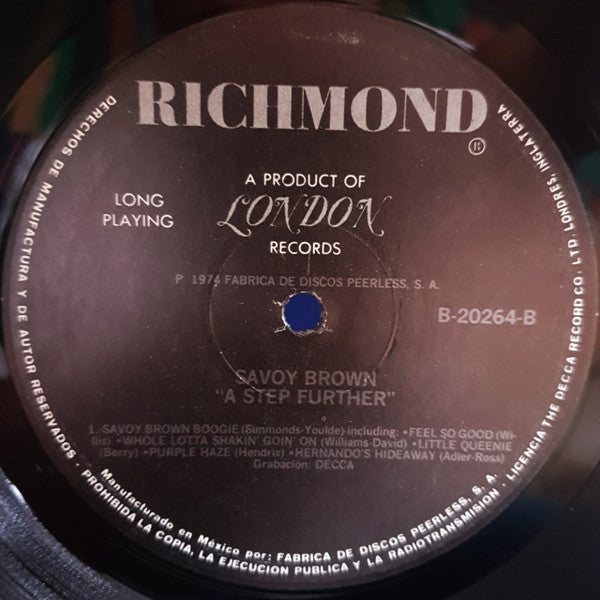 RICHMOND
®
A PRODUCT OF
LONDON
RECORDS
LONG
PLAYING
P 1974 FABRICA DE DISCOS PEERLESS, S. A.
B-20264-B
SAVOY BROWN
"A STEP FURTHER"
1.-SAVOY BROWN BOOGIE (Simmonds-Youlde) including: •FEEL SO GOOD (Wi-
llis) •WHOLE LOTTA SHAKIN' GOIN' ON (Williams-David) •LITTLE QUEENIE
(Berry) •PURPLE HAZE (Hendrix) •HERNANDO'S HIDEAWAY (Adler-Ross)
Grabación: DECCA
DERECHOS DE MANUFACTURA Y DE AUTOR RESERVADOS · PROHIBIDA LA COPIA, LA EJECUCION PUBLICA Y LA RADIOTRANSMISION · LICENCIA THE DECCA RECORD CO. LTD. LONDRES, INGLATERRA
Manufacturado en México por: FABRICA DE DISCOS PEERLESS, S. A.